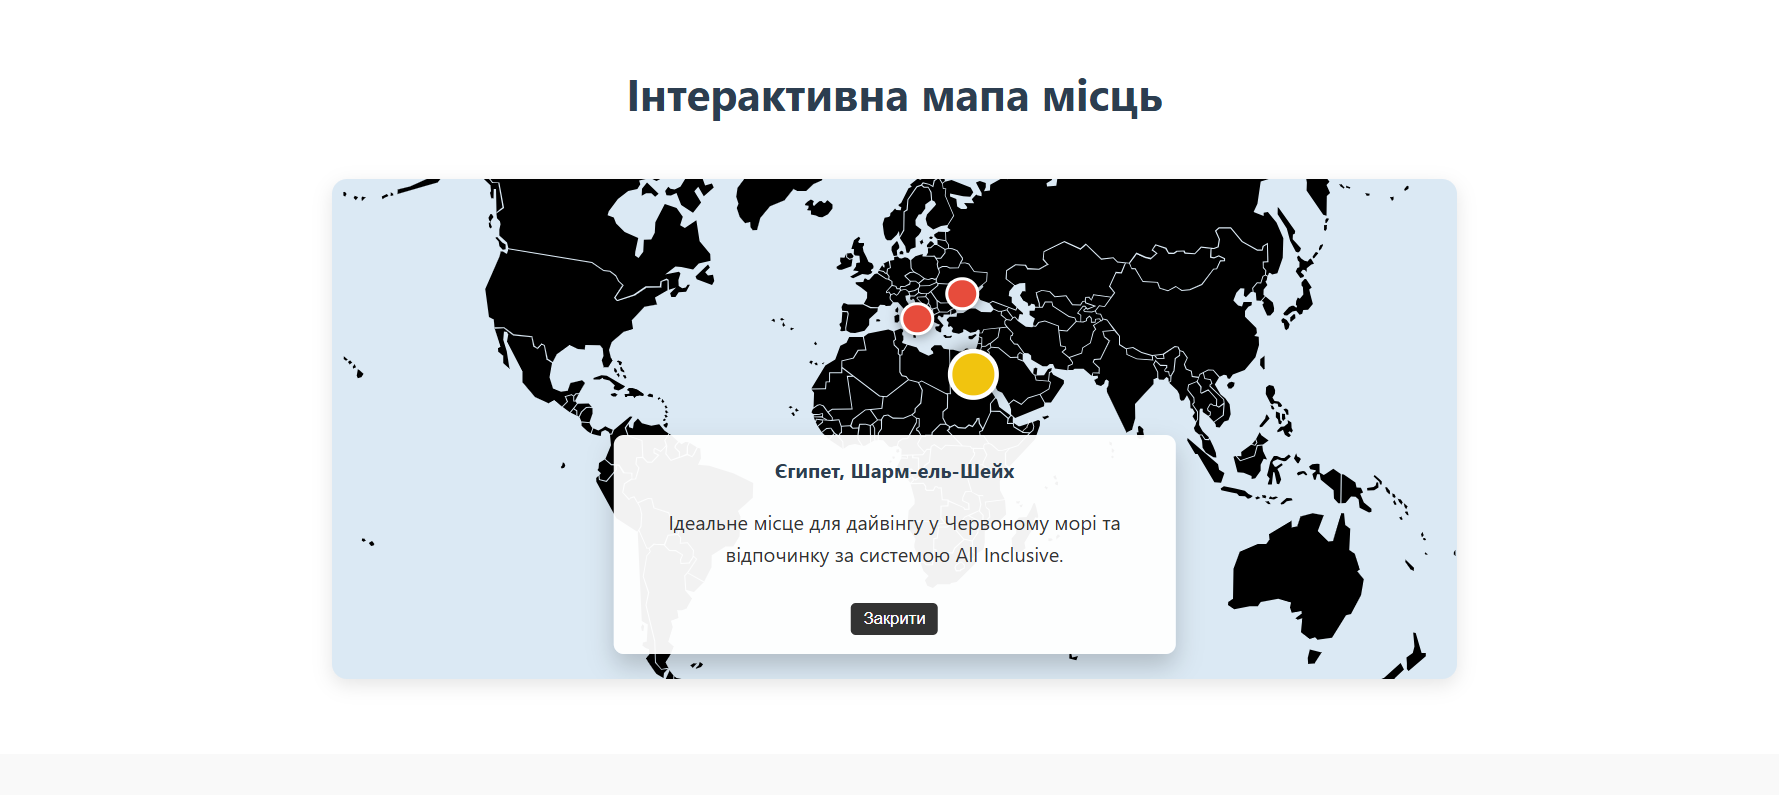 Інтерактивна мапа місць
Єгипет, Шарм-ель-Шейх
Ідеальне місце для дайвінгу у Червоному морі та
відпочинку за системою All Inclusive.
Закрити